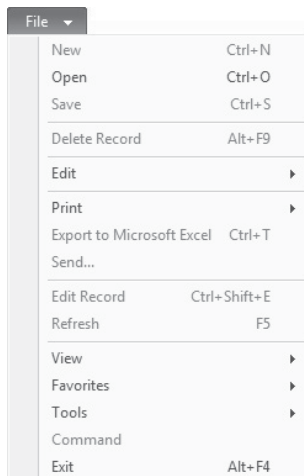 File
New Ctrl+N
Open Ctrl+O
Save Ctrl+S
Delete Record Alt+F9
Edit
Print
Export to Microsoft Excel Ctrl+T
Send...
Edit Record Ctrl+Shift+E
Refresh F5
View
Favorites
Tools
Command
Exit Alt+F4